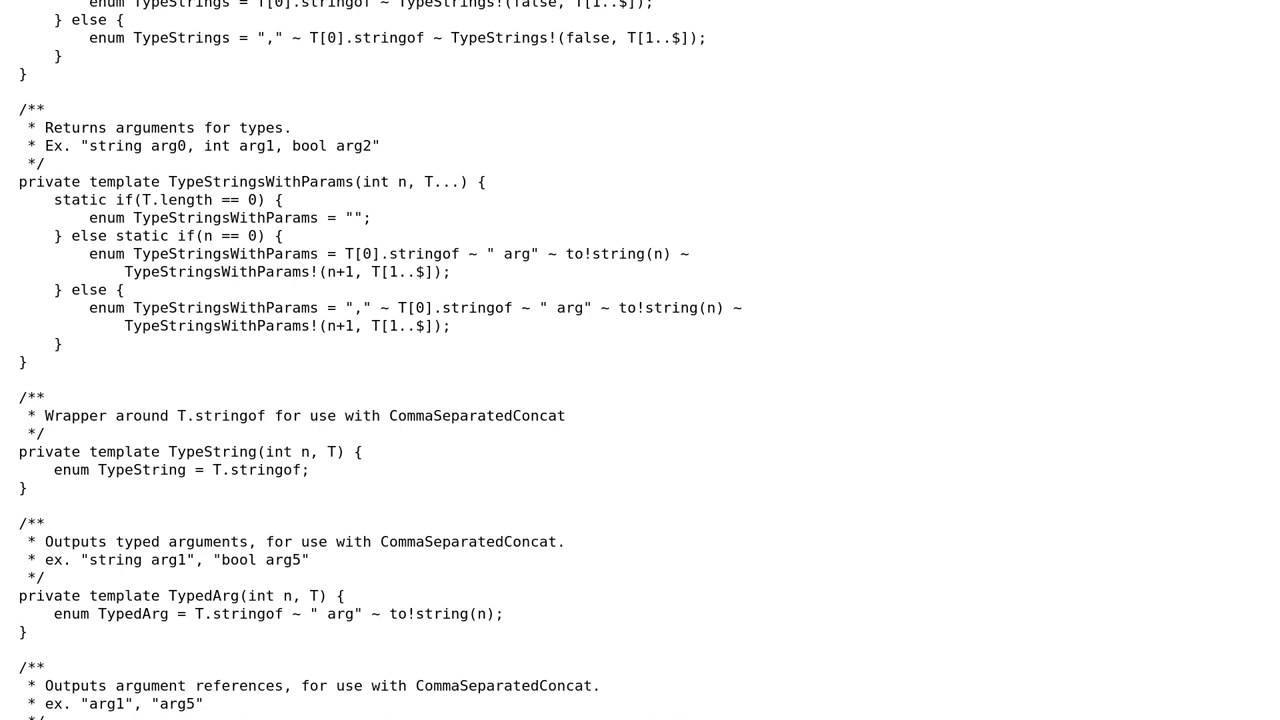 enum TypeStrings = T[0].stringof ~ TypeStrings!(false, T[1..$]);
    } else {
        enum TypeStrings = "," ~ T[0].stringof ~ TypeStrings!(false, T[1..$]);
    }
}

/**
 * Returns arguments for types.
 * Ex. "string arg0, int arg1, bool arg2"
 */
private template TypeStringsWithParams(int n, T...) {
    static if(T.length == 0) {
        enum TypeStringsWithParams = "";
    } else static if(n == 0) {
        enum TypeStringsWithParams = T[0].stringof ~ " arg" ~ to!string(n) ~
            TypeStringsWithParams!(n+1, T[1..$]);
    } else {
        enum TypeStringsWithParams = "," ~ T[0].stringof ~ " arg" ~ to!string(n) ~
            TypeStringsWithParams!(n+1, T[1..$]);
    }
}

/**
 * Wrapper around T.stringof for use with CommaSeparatedConcat
 */
private template TypeString(int n, T) {
    enum TypeString = T.stringof;
}

/**
 * Outputs typed arguments, for use with CommaSeparatedConcat.
 * ex. "string arg1", "bool arg5"
 */
private template TypedArg(int n, T) {
    enum TypedArg = T.stringof ~ " arg" ~ to!string(n);
}

/**
 * Outputs argument references, for use with CommaSeparatedConcat.
 * ex. "arg1", "arg5"
 */